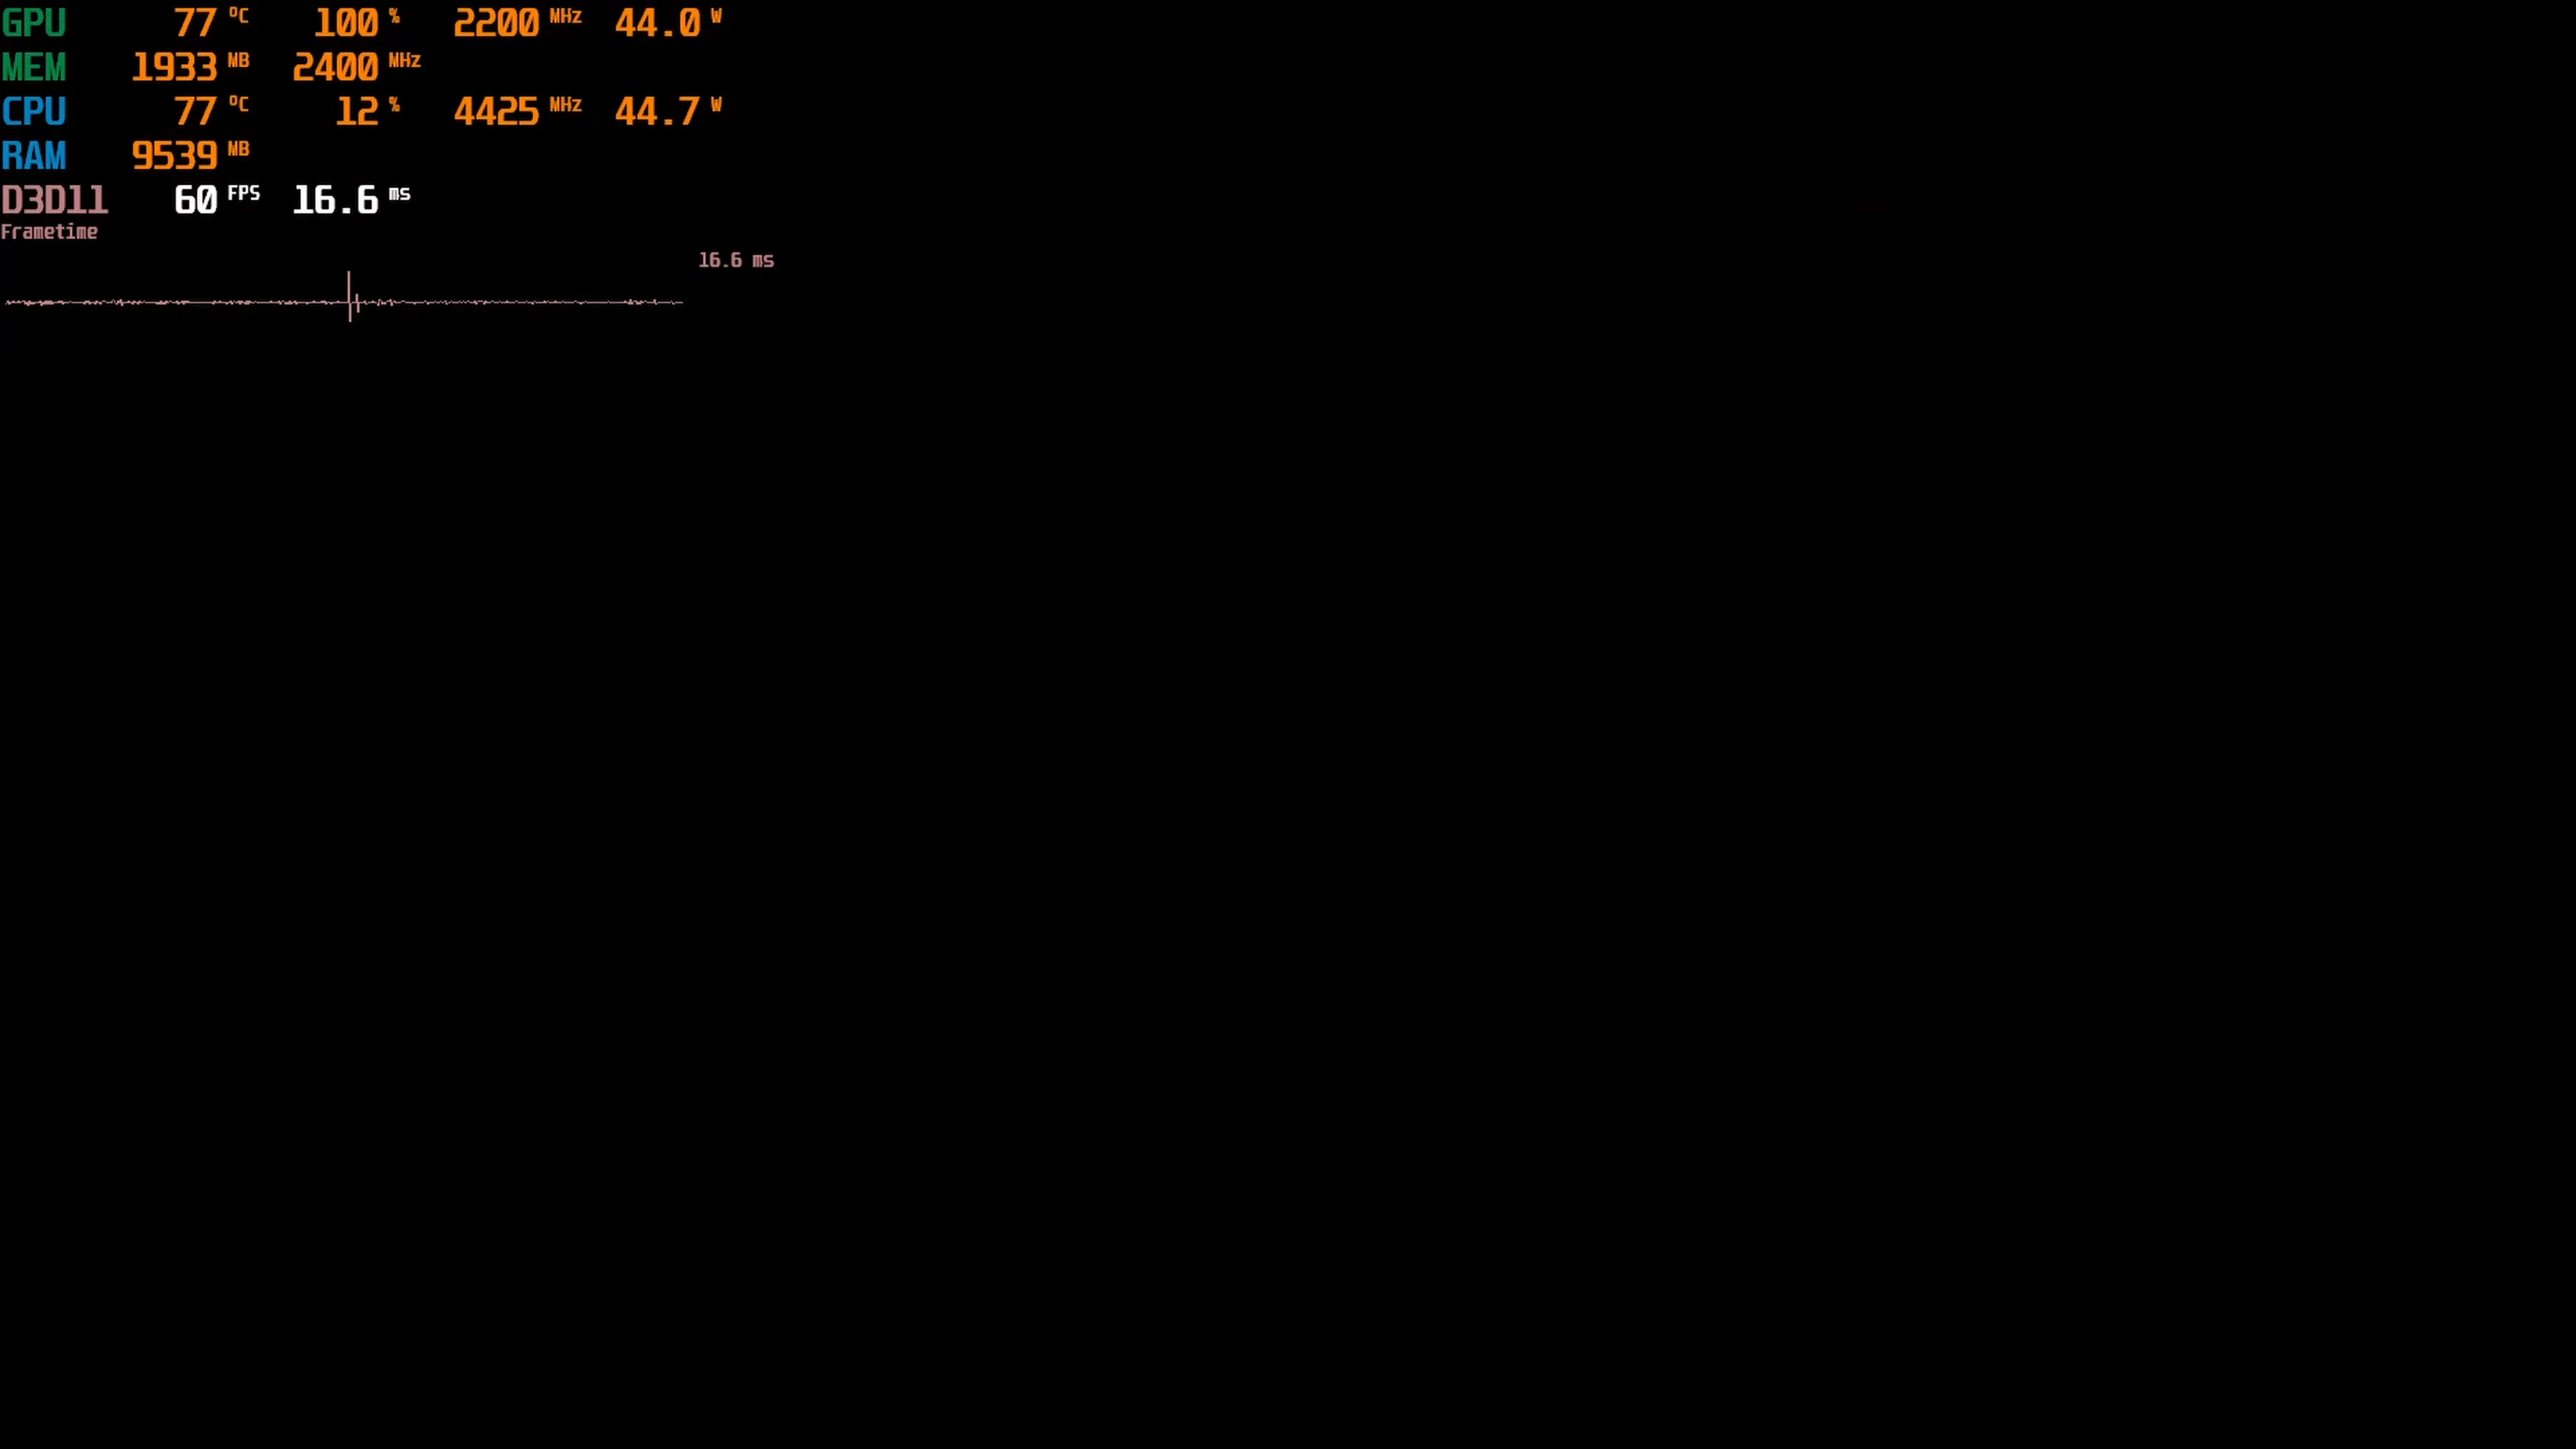 GPU 77 °C 100 % 2200 MHz 44.0 W
MEM 1933 MB 2400 MHz
CPU 77 °C 12 % 4425 MHz 44.7 W
RAM 9539 MB
D3D11 60 FPS 16.6 ms
Frametime
16.6 ms